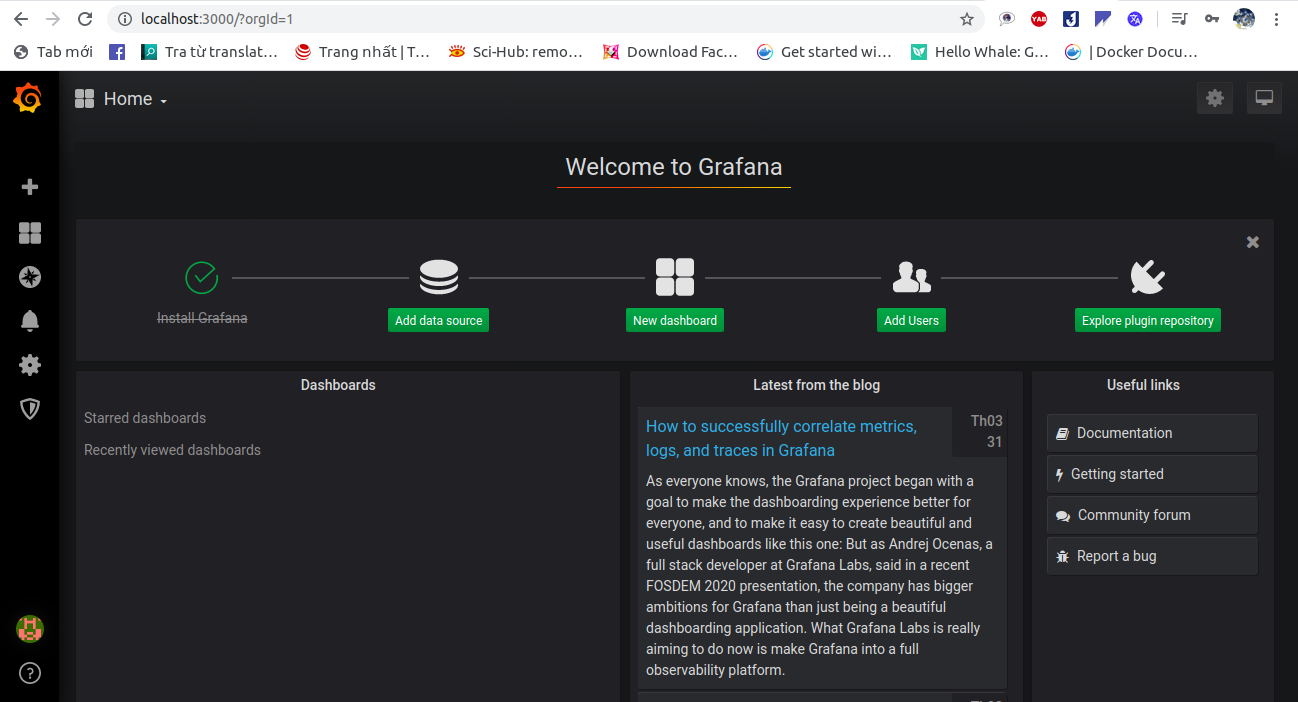 localhost:3000/?orgId=1
Tab mới
Tra từ translat...
Trang nhất | T...
Sci-Hub: remo...
Download Fac...
Get started wi...
Hello Whale: G...
| Docker Docu...
YAB
Home
Welcome to Grafana
Install Grafana
Add data source
New dashboard
Add Users
Explore plugin repository
Dashboards
Starred dashboards
Recently viewed dashboards
Latest from the blog
How to successfully correlate metrics,
logs, and traces in Grafana
Th03
31
As everyone knows, the Grafana project began with a
goal to make the dashboarding experience better for
everyone, and to make it easy to create beautiful and
useful dashboards like this one: But as Andrej Ocenas, a
full stack developer at Grafana Labs, said in a recent
FOSDEM 2020 presentation, the company has bigger
ambitions for Grafana than just being a beautiful
dashboarding application. What Grafana Labs is really
aiming to do now is make Grafana into a full
observability platform.
Useful links
Documentation
Getting started
Community forum
Report a bug